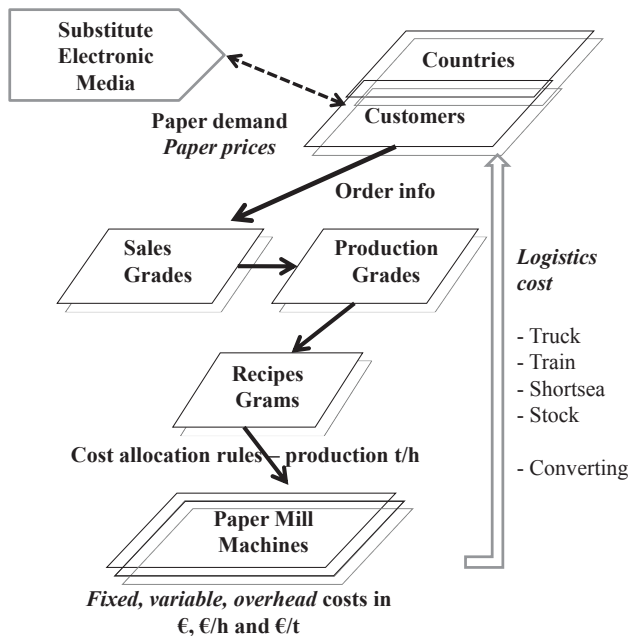 Substitute
Electronic
Media
Countries
Customers
Paper demand
Paper prices
Order info
Sales
Grades
Production
Grades
Logistics
cost
- Truck
- Train
- Shortsea
- Stock
- Converting
Recipes
Grams
Cost allocation rules – production t/h
Paper Mill
Machines
Fixed, variable, overhead costs in
€, €/h and €/t